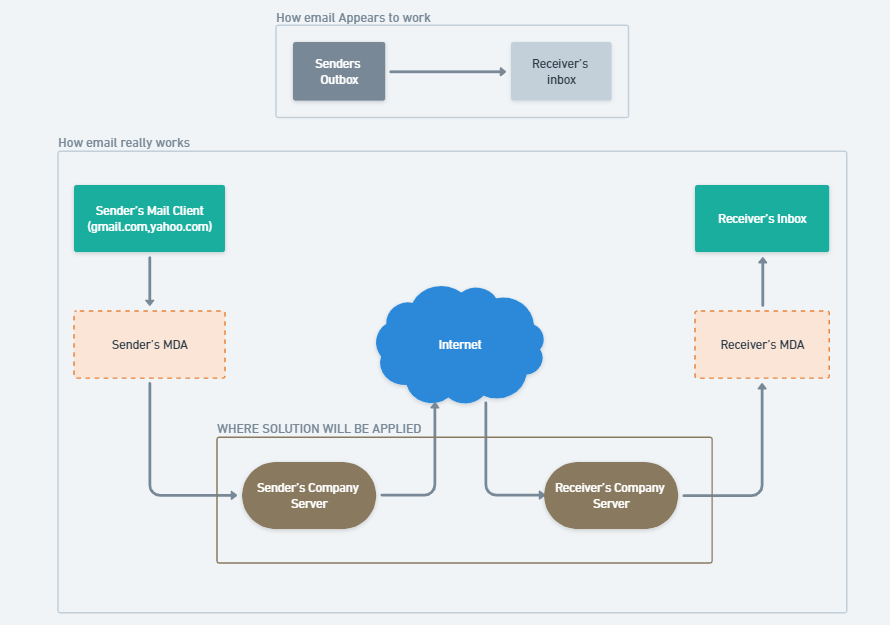 How email Appears to work
Senders
Outbox
Receiver's
inbox
How email really works
Sender's Mail Client
(gmail.com,yahoo.com)
Receiver's Inbox
Sender's MDA
Internet
Receiver's MDA
WHERE SOLUTION WILL BE APPLIED
Sender's Company
Server
Receiver's Company
Server